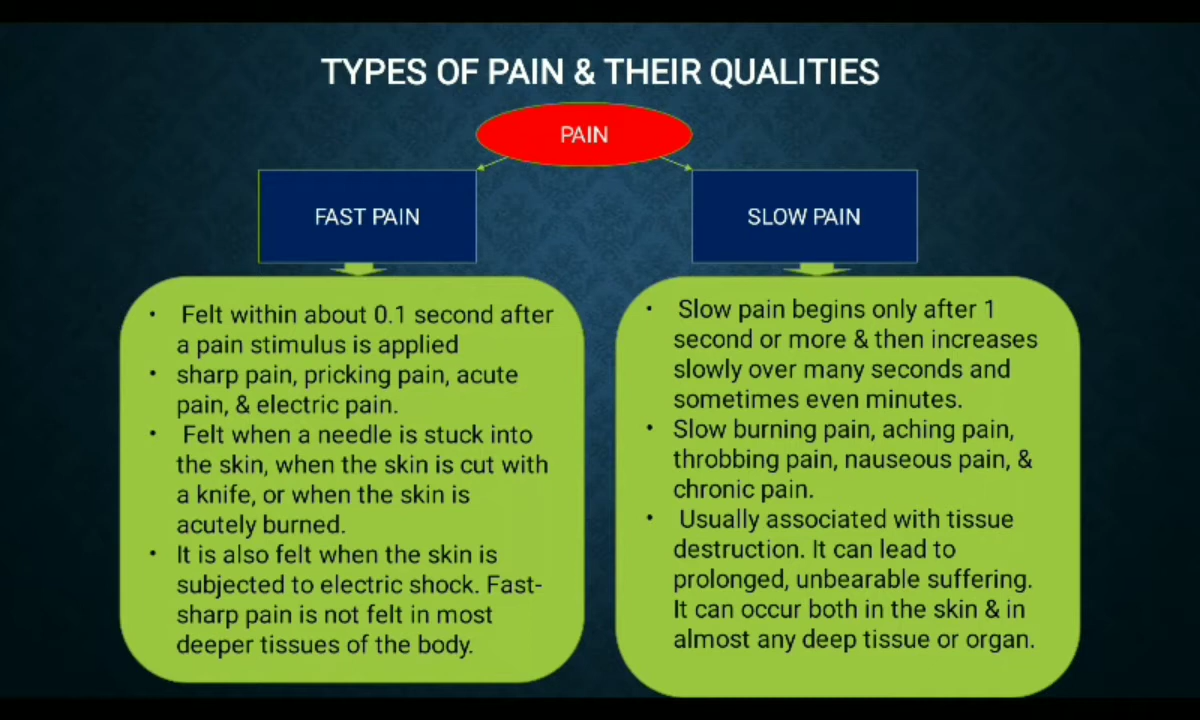 TYPES OF PAIN & THEIR QUALITIES
PAIN
FAST PAIN
SLOW PAIN
• Felt within about 0.1 second after
a pain stimulus is applied
• sharp pain, pricking pain, acute
pain, & electric pain.
• Felt when a needle is stuck into
the skin, when the skin is cut with
a knife, or when the skin is
acutely burned.
• It is also felt when the skin is
subjected to electric shock. Fast-
sharp pain is not felt in most
deeper tissues of the body.
• Slow pain begins only after 1
second or more & then increases
slowly over many seconds and
sometimes even minutes.
• Slow burning pain, aching pain,
throbbing pain, nauseous pain, &
chronic pain.
• Usually associated with tissue
destruction. It can lead to
prolonged, unbearable suffering.
It can occur both in the skin & in
almost any deep tissue or organ.